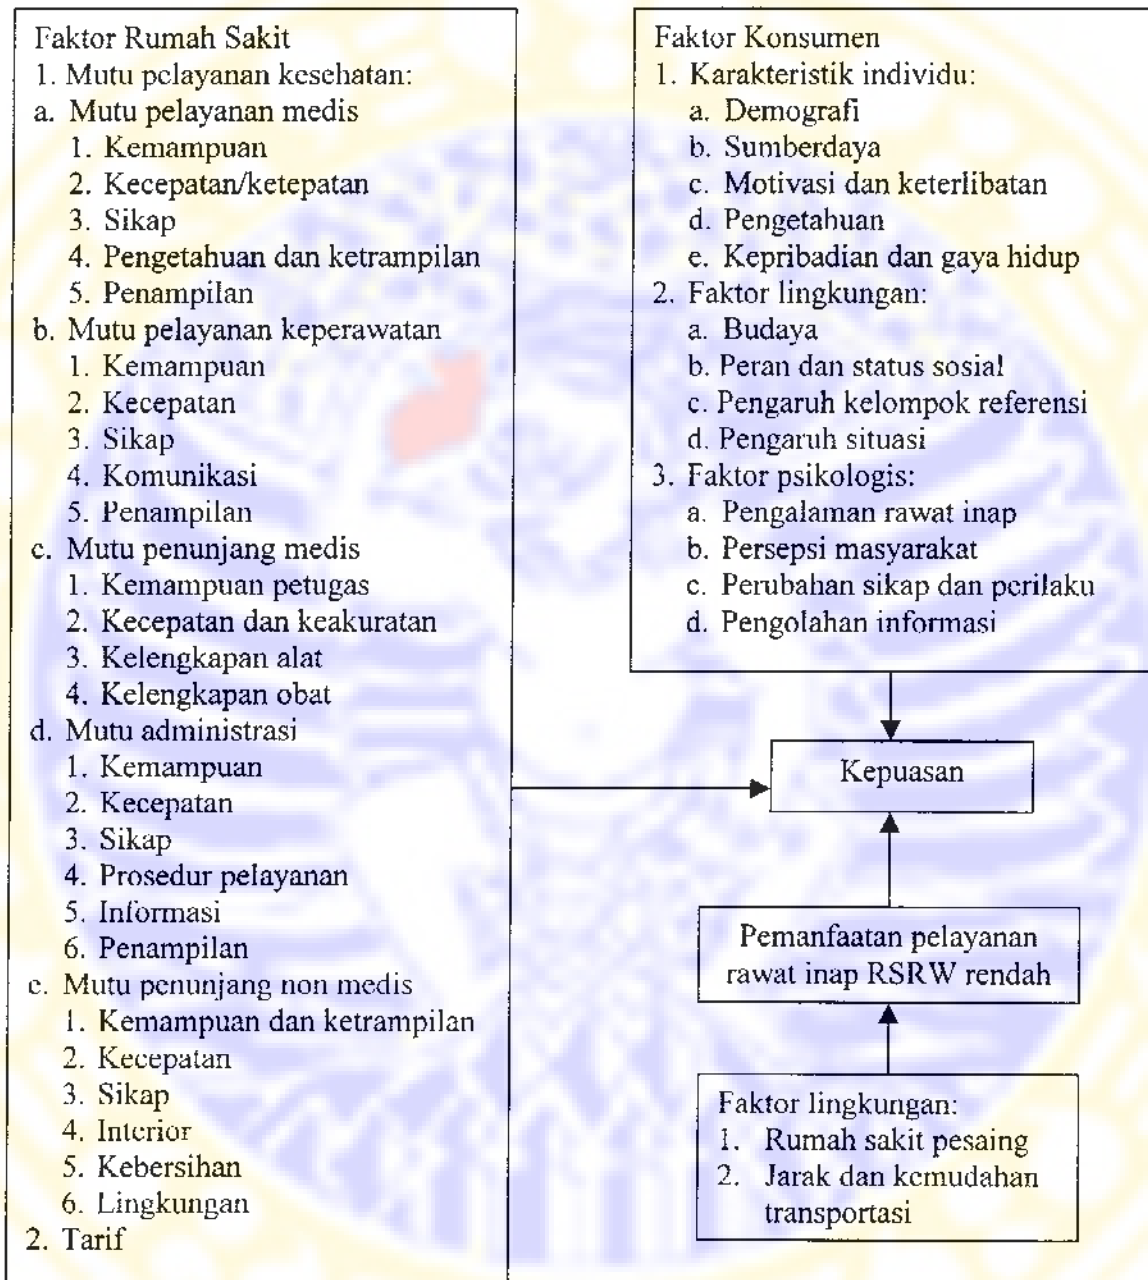 Faktor Rumah Sakit
1. Mutu pelayanan kesehatan:
a. Mutu pelayanan medis
1. Kemampuan
2. Kecepatan/ketepatan
3. Sikap
4. Pengetahuan dan ketrampilan
5. Penampilan
b. Mutu pelayanan keperawatan
1. Kemampuan
2. Kecepatan
3. Sikap
4. Komunikasi
5. Penampilan
c. Mutu penunjang medis
1. Kemampuan petugas
2. Kecepatan dan keakuratan
3. Kelengkapan alat
4. Kelengkapan obat
d. Mutu administrasi
1. Kemampuan
2. Kecepatan
3. Sikap
4. Prosedur pelayanan
5. Informasi
6. Penampilan
e. Mutu penunjang non medis
1. Kemampuan dan ketrampilan
2. Kecepatan
3. Sikap
4. Interior
5. Kebersihan
6. Lingkungan
2. Tarif
Faktor Konsumen
1. Karakteristik individu:
a. Demografi
b. Sumberdaya
c. Motivasi dan keterlibatan
d. Pengetahuan
e. Kepribadian dan gaya hidup
2. Faktor lingkungan:
a. Budaya
b. Peran dan status sosial
c. Pengaruh kelompok referensi
d. Pengaruh situasi
3. Faktor psikologis:
a. Pengalaman rawat inap
b. Persepsi masyarakat
c. Perubahan sikap dan perilaku
d. Pengolahan informasi
Kepuasan
Pemanfaatan pelayanan
rawat inap RSRW rendah
Faktor lingkungan:
1. Rumah sakit pesaing
2. Jarak dan kemudahan
transportasi